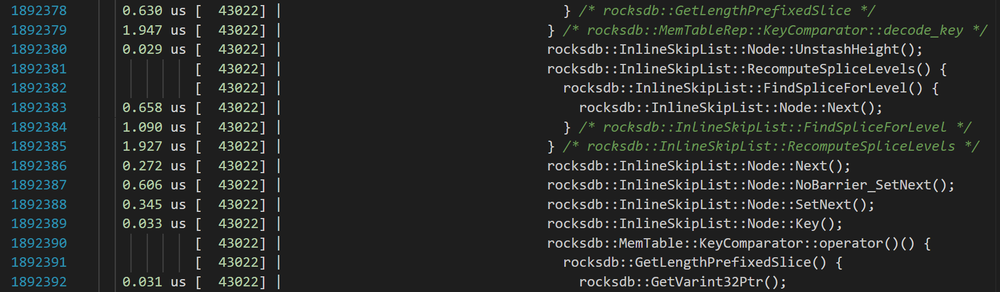 1892378 0.630 us [ 43022] | } /* rocksdb::GetLengthPrefixedSlice */
1892379 1.947 us [ 43022] | } /* rocksdb::MemTableRep::KeyComparator::decode_key */
1892380 0.029 us [ 43022] | rocksdb::InlineSkipList::Node::UnstashHeight();
1892381 [ 43022] | rocksdb::InlineSkipList::RecomputeSpliceLevels() {
1892382 [ 43022] | rocksdb::InlineSkipList::FindSpliceForLevel() {
1892383 0.658 us [ 43022] | rocksdb::InlineSkipList::Node::Next();
1892384 1.090 us [ 43022] | } /* rocksdb::InlineSkipList::FindSpliceForLevel */
1892385 1.927 us [ 43022] | } /* rocksdb::InlineSkipList::RecomputeSpliceLevels */
1892386 0.272 us [ 43022] | rocksdb::InlineSkipList::Node::Next();
1892387 0.606 us [ 43022] | rocksdb::InlineSkipList::Node::NoBarrier_SetNext();
1892388 0.345 us [ 43022] | rocksdb::InlineSkipList::Node::SetNext();
1892389 0.033 us [ 43022] | rocksdb::InlineSkipList::Node::Key();
1892390 [ 43022] | rocksdb::MemTable::KeyComparator::operator()() {
1892391 [ 43022] | rocksdb::GetLengthPrefixedSlice() {
1892392 0.031 us [ 43022] | rocksdb::GetVarint32Ptr();